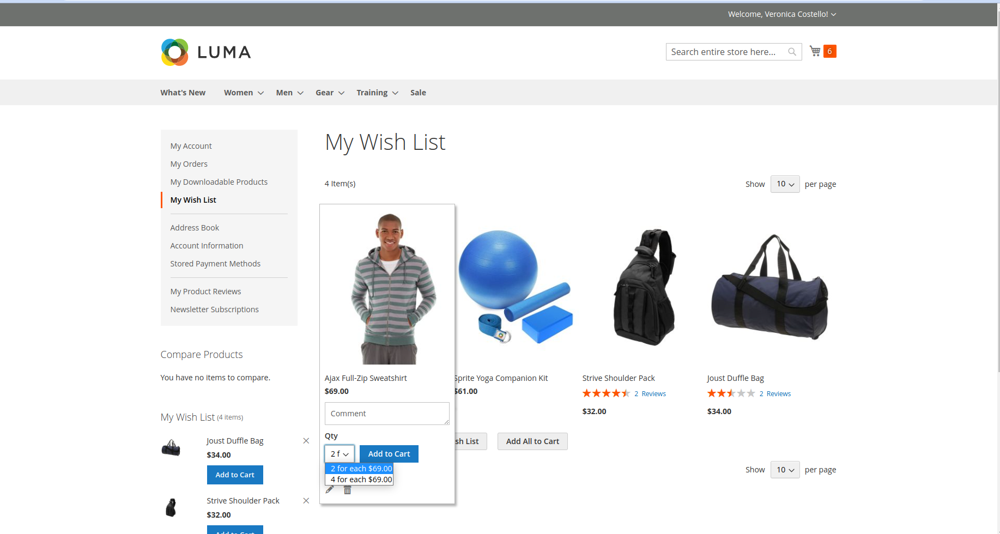 Welcome, Veronica Costello!
LUMA
Search entire store here...
6
What's New
Women
Men
Gear
Training
Sale
My Account
My Orders
My Downloadable Products
My Wish List
Address Book
Account Information
Stored Payment Methods
My Product Reviews
Newsletter Subscriptions
Compare Products
You have no items to compare.
My Wish List (4 items)
Joust Duffle Bag
$34.00
Add to Cart
Strive Shoulder Pack
$32.00
Add to Cart
My Wish List
4 Item(s)
Show 10 per page
Ajax Full-Zip Sweatshirt
$69.00
Comment
Qty
2 f
Add to Cart
2 for each $69.00
4 for each $69.00
Sprite Yoga Companion Kit
$61.00
Strive Shoulder Pack
2 Reviews
$32.00
Joust Duffle Bag
2 Reviews
$34.00
sh List
Add All to Cart
Show 10 per page